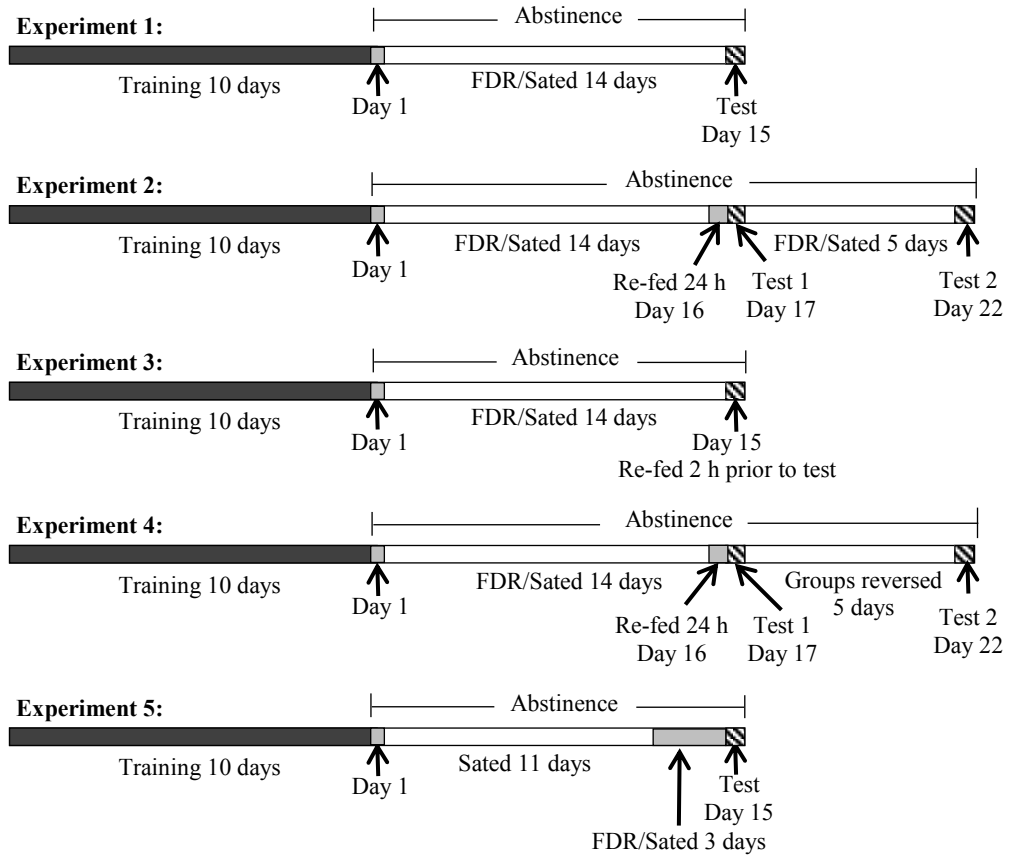 Experiment 1:
Abstinence
Training 10 days
FDR/Sated 14 days
Day 1
Test
Day 15
Experiment 2:
Abstinence
Training 10 days
FDR/Sated 14 days
FDR/Sated 5 days
Day 1
Re-fed 24 h
Day 16
Test 1
Day 17
Test 2
Day 22
Experiment 3:
Abstinence
Training 10 days
FDR/Sated 14 days
Day 1
Day 15
Re-fed 2 h prior to test
Experiment 4:
Abstinence
Training 10 days
FDR/Sated 14 days
Groups reversed
5 days
Day 1
Re-fed 24 h
Day 16
Test 1
Day 17
Test 2
Day 22
Experiment 5:
Abstinence
Training 10 days
Sated 11 days
Day 1
Test
Day 15
FDR/Sated 3 days